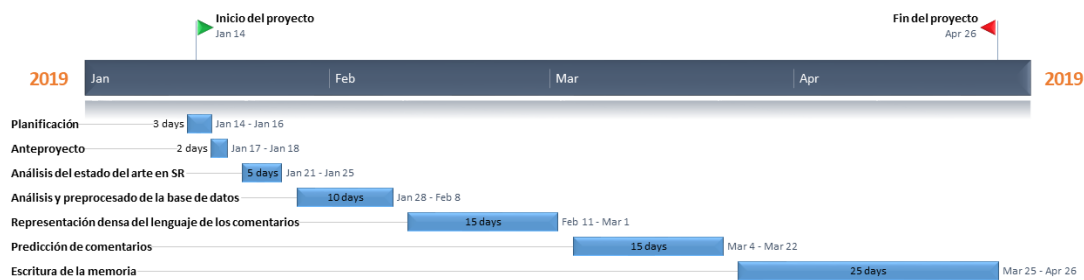 Inicio del proyecto
Jan 14
Fin del proyecto
Apr 26
2019 Jan Feb Mar Apr 2019
Planificación 3 days Jan 14 - Jan 16
Anteproyecto 2 days Jan 17 - Jan 18
Análisis del estado del arte en SR 5 days Jan 21 - Jan 25
Análisis y preprocesado de la base de datos 10 days Jan 28 - Feb 8
Representación densa del lenguaje de los comentarios 15 days Feb 11 - Mar 1
Predicción de comentarios 15 days Mar 4 - Mar 22
Escritura de la memoria 25 days Mar 25 - Apr 26